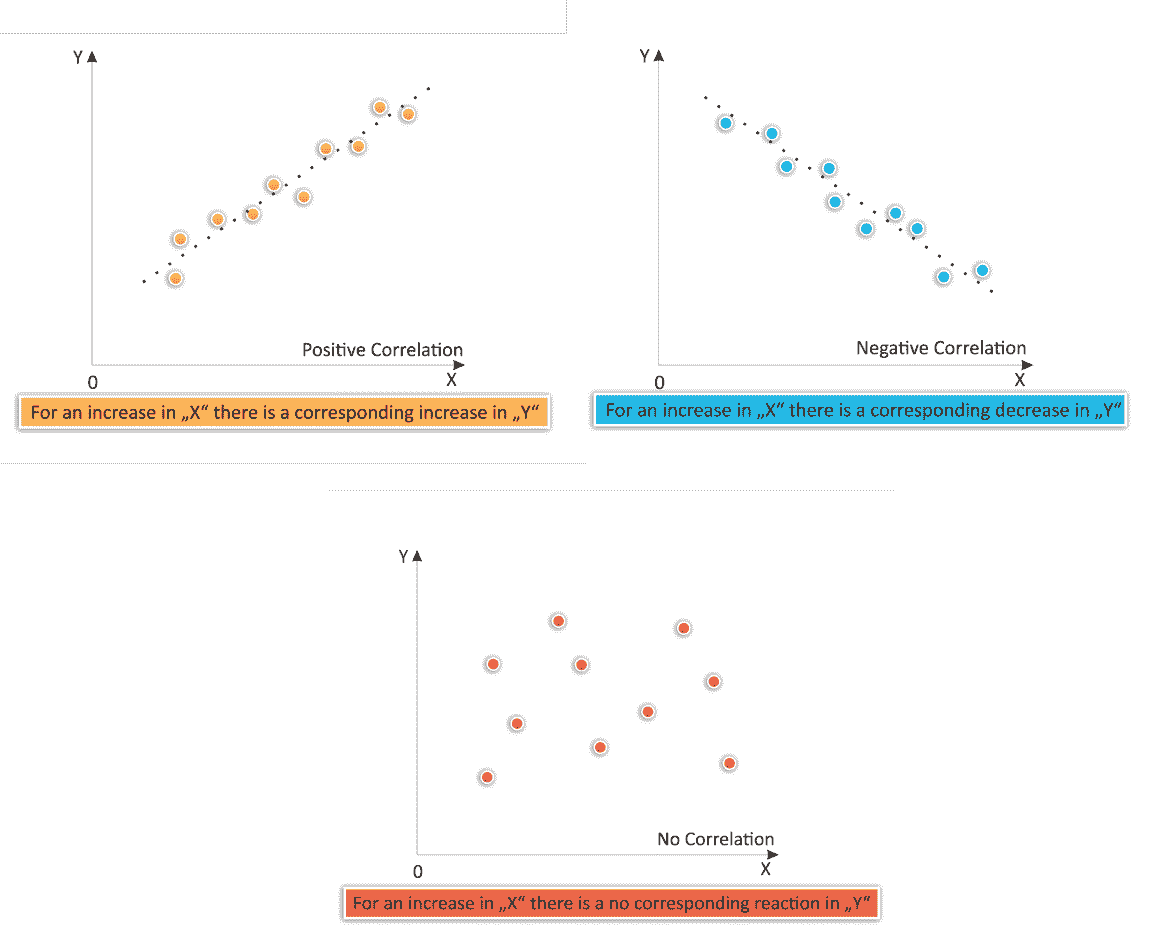 Y
Positive Correlation
0
X
For an increase in „X“ there is a corresponding increase in „Y“
Y
Negative Correlation
0
X
For an increase in „X“ there is a corresponding decrease in „Y“
Y
No Correlation
0
X
For an increase in „X“ there is a no corresponding reaction in „Y“